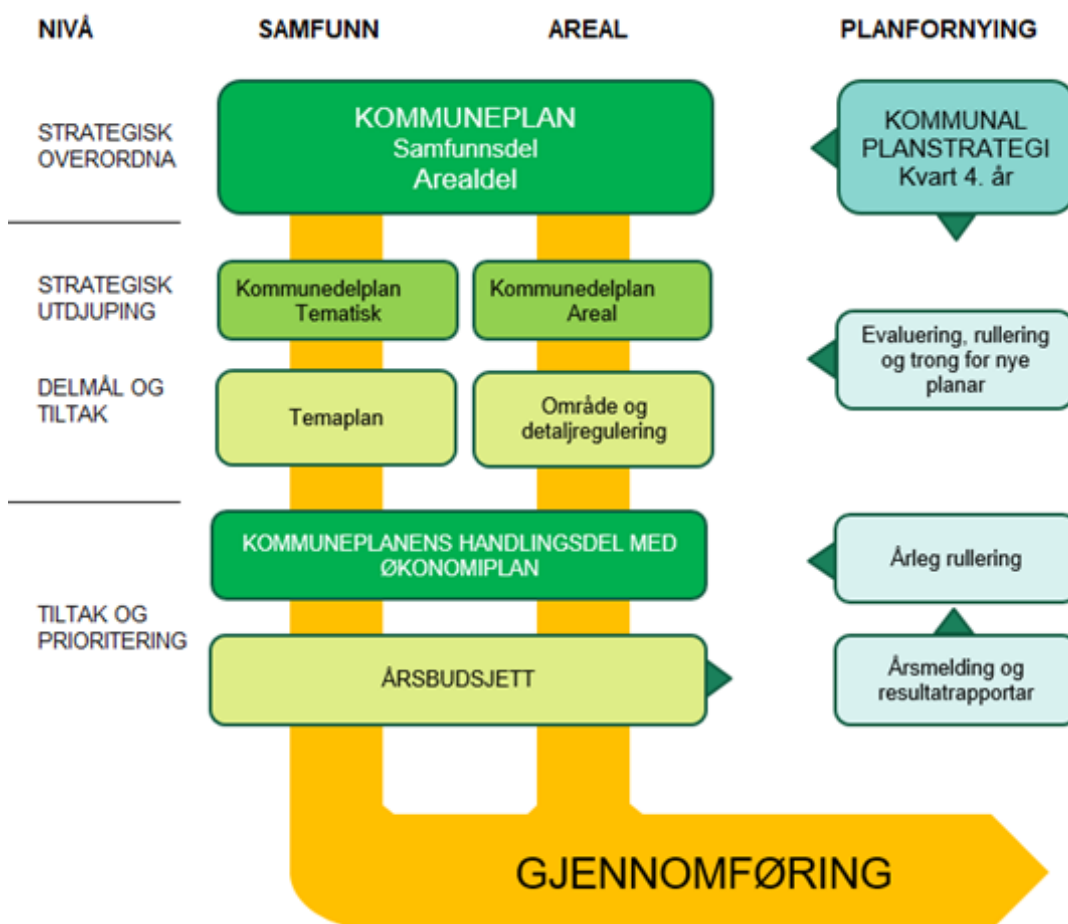 NIVÅ
SAMFUNN
AREAL
PLANFORNYING
STRATEGISK
OVERORDNA
KOMMUNEPLAN
Samfunnsdel
Arealdel
KOMMUNAL
PLANSTRATEGI
Kvart 4. år
STRATEGISK
UTDJUPING
Kommunedelplan
Tematisk
Kommunedelplan
Areal
Evaluering, rullering
og trong for nye
planar
DELMÅL OG
TILTAK
Temaplan
Område og
detaljregulering
TILTAK OG
PRIORITERING
KOMMUNEPLANENS HANDLINGSDEL MED
ØKONOMIPLAN
Årleg rullering
ÅRSBUDSJETT
Årsmelding og
resultatrapportar
GJENNOMFØRING